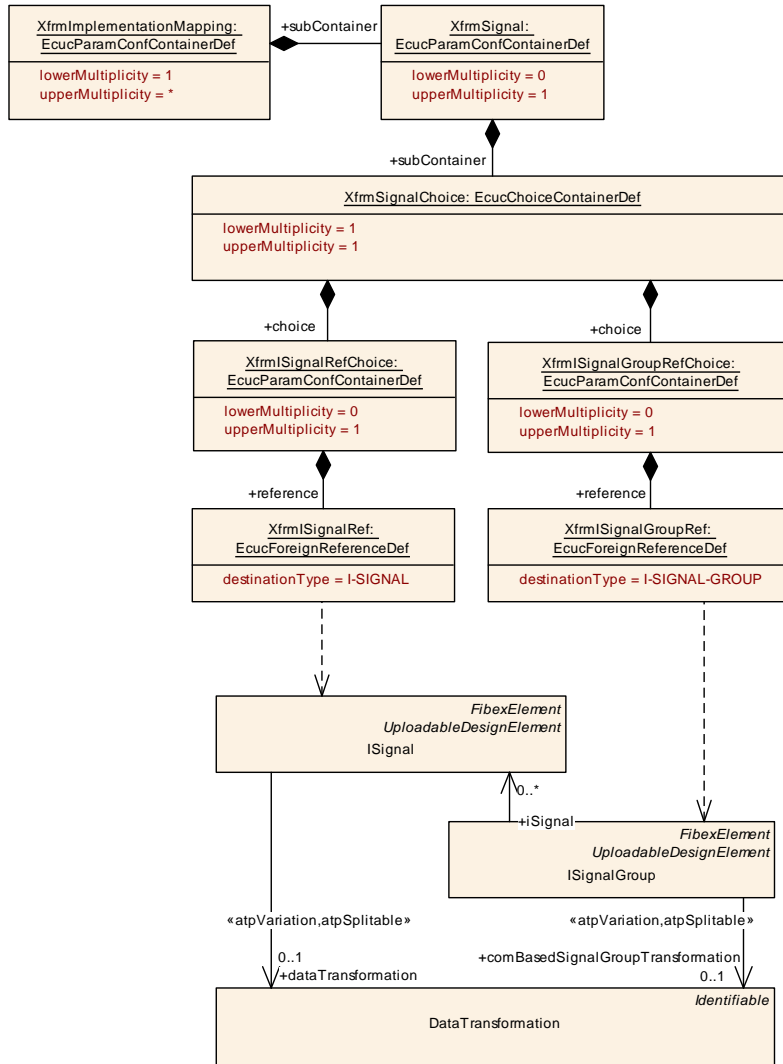 XfrmImplementationMapping:
EcucParamConfContainerDef
lowerMultiplicity = 1
upperMultiplicity = *
+subContainer
XfrmSignal:
EcucParamConfContainerDef
lowerMultiplicity = 0
upperMultiplicity = 1
+subContainer
XfrmSignalChoice: EcucChoiceContainerDef
lowerMultiplicity = 1
upperMultiplicity = 1
+choice
+choice
XfrmISignalRefChoice:
EcucParamConfContainerDef
lowerMultiplicity = 0
upperMultiplicity = 1
XfrmISignalGroupRefChoice:
EcucParamConfContainerDef
lowerMultiplicity = 0
upperMultiplicity = 1
+reference
+reference
XfrmISignalRef:
EcucForeignReferenceDef
destinationType = I-SIGNAL
XfrmISignalGroupRef:
EcucForeignReferenceDef
destinationType = I-SIGNAL-GROUP
FibexElement
UploadableDesignElement
ISignal
0..*
+iSignal
FibexElement
UploadableDesignElement
ISignalGroup
«atpVariation,atpSplitable»
0..1
+dataTransformation
«atpVariation,atpSplitable»
+comBasedSignalGroupTransformation
0..1
Identifiable
DataTransformation